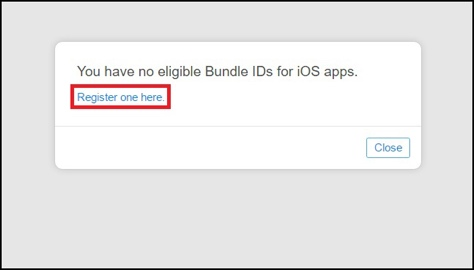 You have no eligible Bundle IDs for iOS apps.
Register one here.
Close